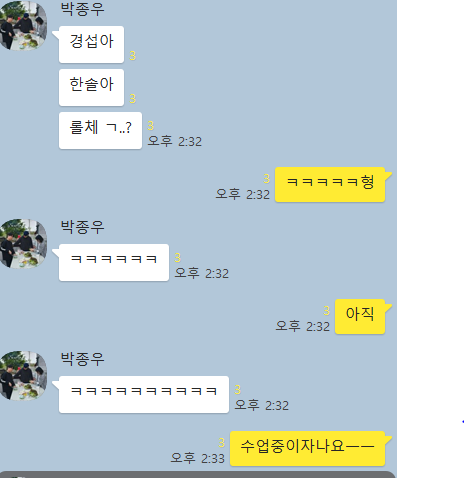 박종우
경섭아
3
한솔아
3
롤체 ㄱ..?
3
오후 2:32
3
오후 2:32
ㅋㅋㅋㅋㅋ형
박종우
ㅋㅋㅋㅋㅋㅋ
3
오후 2:32
3
오후 2:32
아직
박종우
ㅋㅋㅋㅋㅋㅋㅋㅋㅋㅋ
3
오후 2:32
3
오후 2:33
수업중이자나요ㅡㅡ